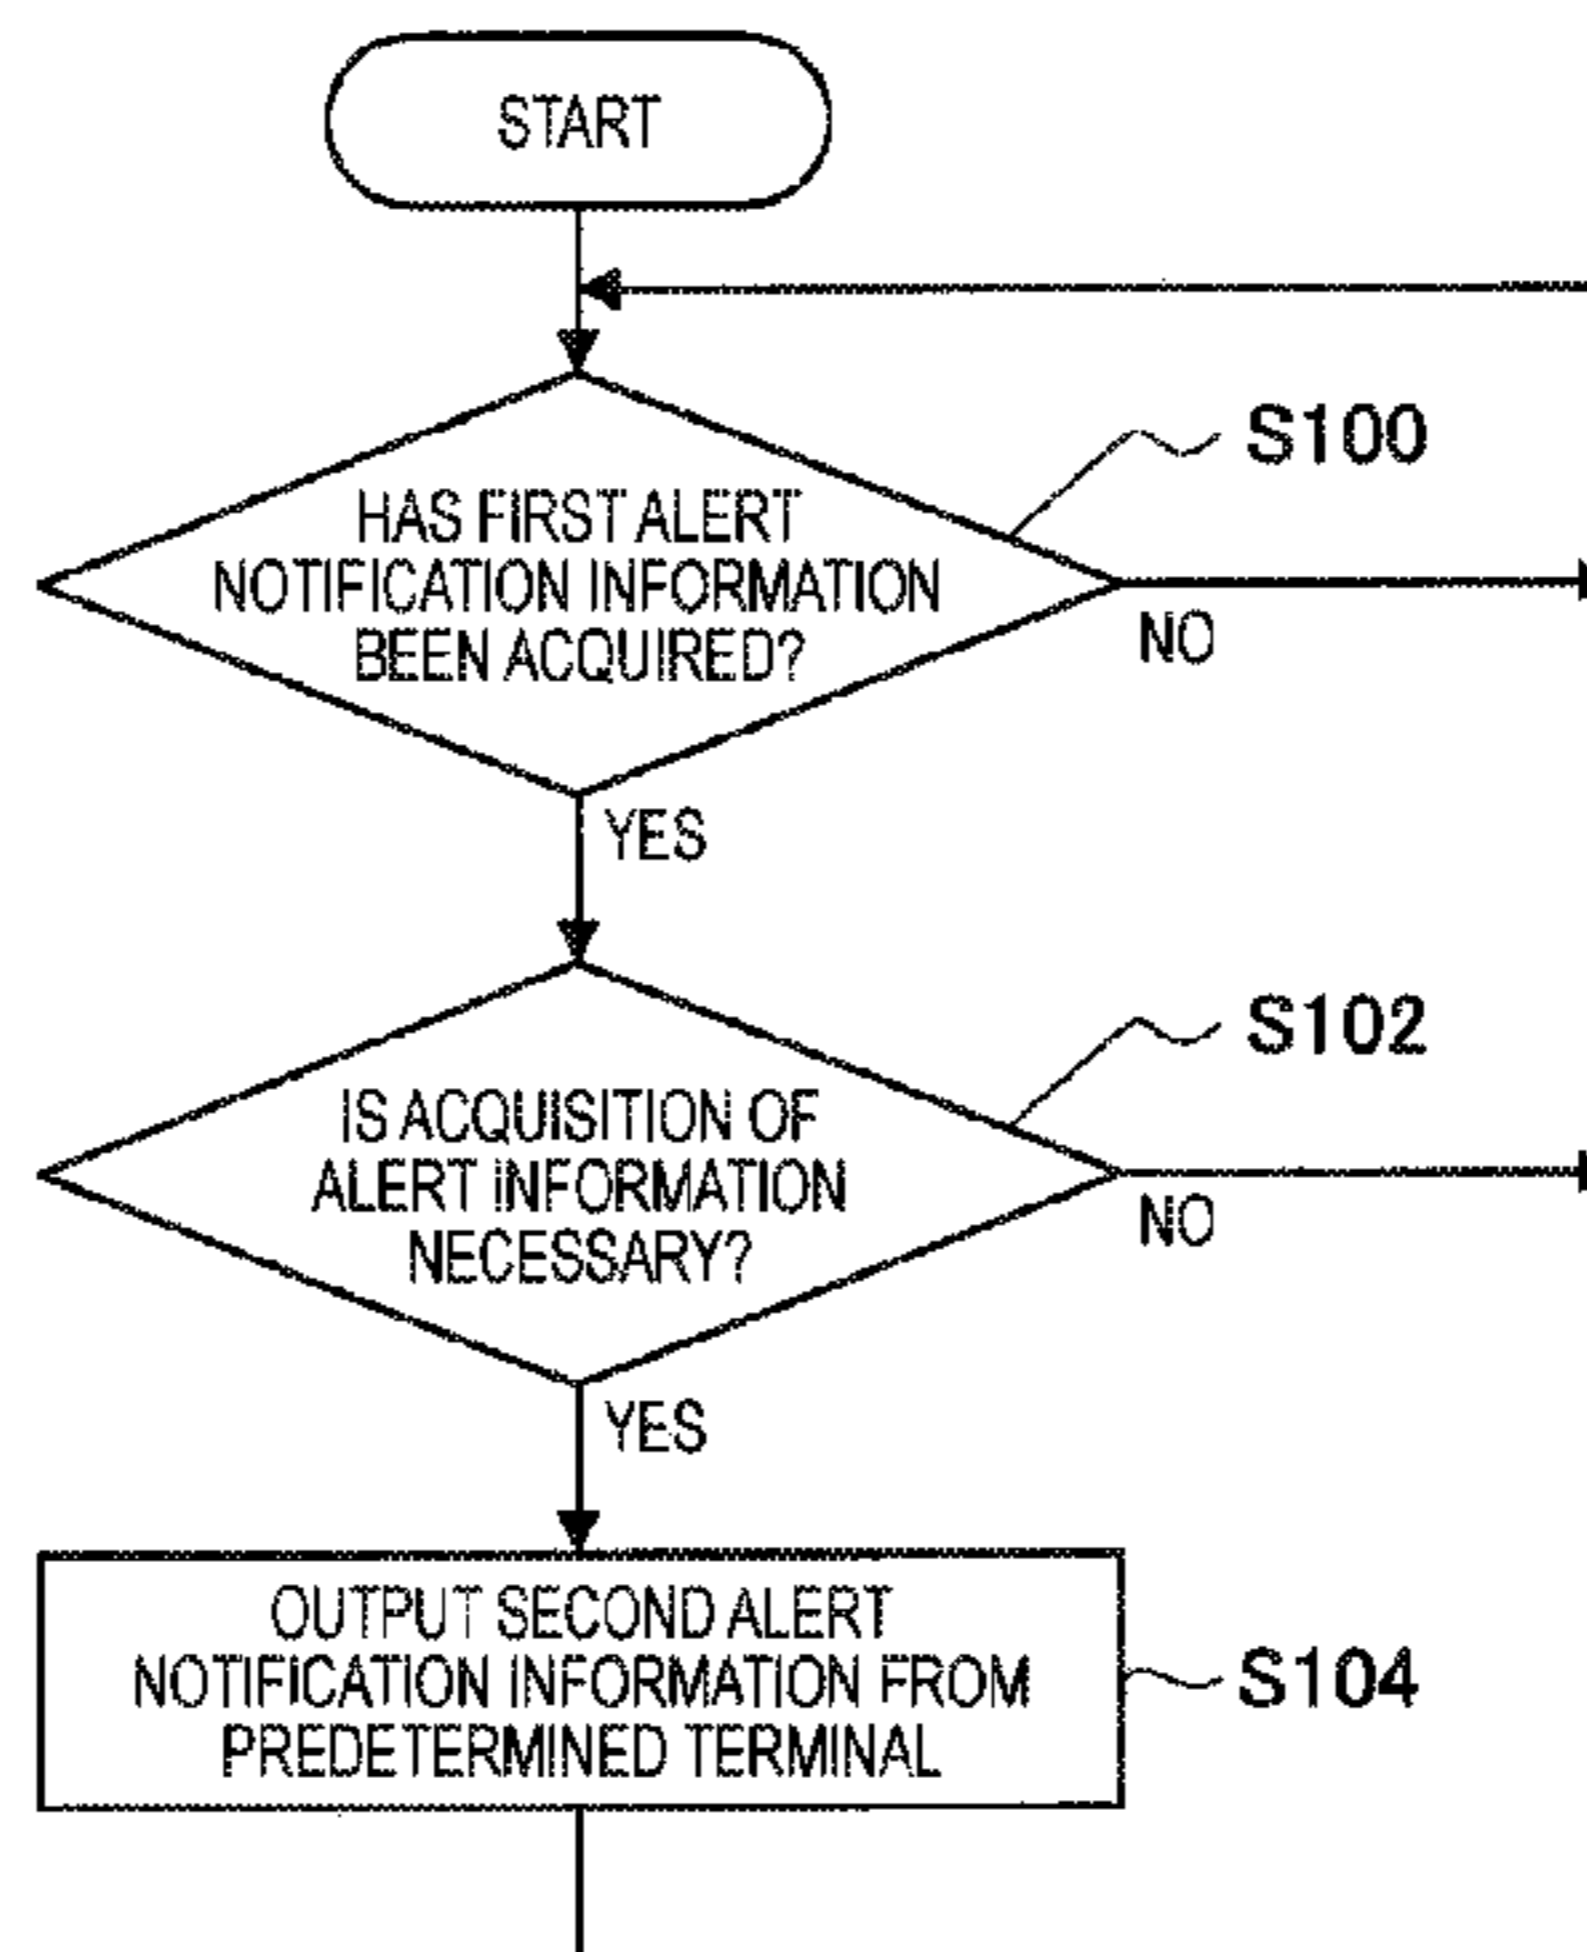 START
S100
HAS FIRST ALERT
NOTIFICATION INFORMATION
BEEN ACQUIRED?
NO
YES
S102
IS ACQUISITION OF
ALERT INFORMATION
NECESSARY?
NO
YES
OUTPUT SECOND ALERT
NOTIFICATION INFORMATION FROM
PREDETERMINED TERMINAL
S104